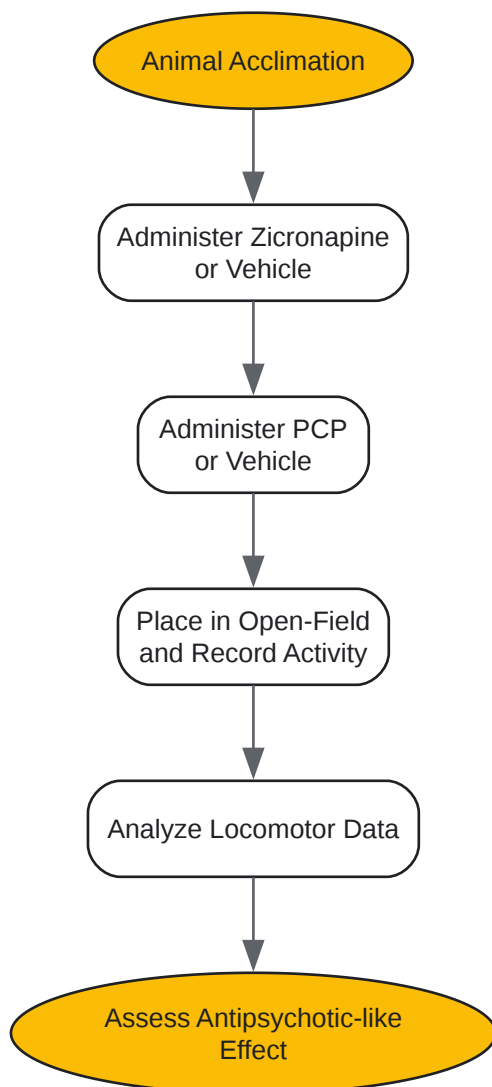 Animal Acclimation
Administer Zicronapine
or Vehicle
Administer PCP
or Vehicle
Place in Open-Field
and Record Activity
Analyze Locomotor Data
Assess Antipsychotic-like
Effect